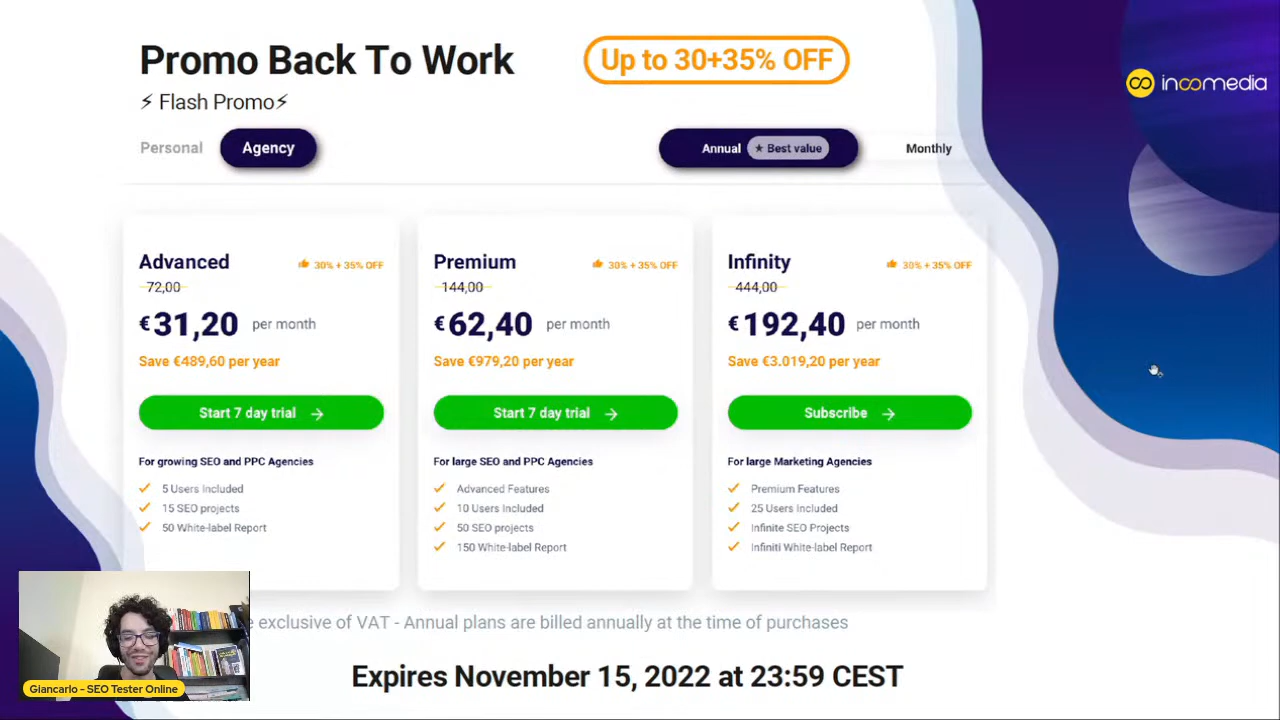 Promo Back To Work
Up to 30+35% OFF
incomedia
⚡ Flash Promo⚡
Personal
Agency
Annual
★ Best value
Monthly
Advanced
30% + 35% OFF
72,00
€ 31,20 per month
Save €489,60 per year
Start 7 day trial →
For growing SEO and PPC Agencies
5 Users Included
15 SEO projects
50 White-label Report
Premium
30% + 35% OFF
144,00
€ 62,40 per month
Save €979,20 per year
Start 7 day trial →
For large SEO and PPC Agencies
Advanced Features
10 Users Included
50 SEO projects
150 White-label Report
Infinity
30% + 35% OFF
444,00
€ 192,40 per month
Save €3.019,20 per year
Subscribe →
For large Marketing Agencies
Premium Features
25 Users Included
Infinite SEO Projects
Infiniti White-label Report
exclusive of VAT - Annual plans are billed annually at the time of purchases
Expires November 15, 2022 at 23:59 CEST
Giancarlo - SEO Tester Online